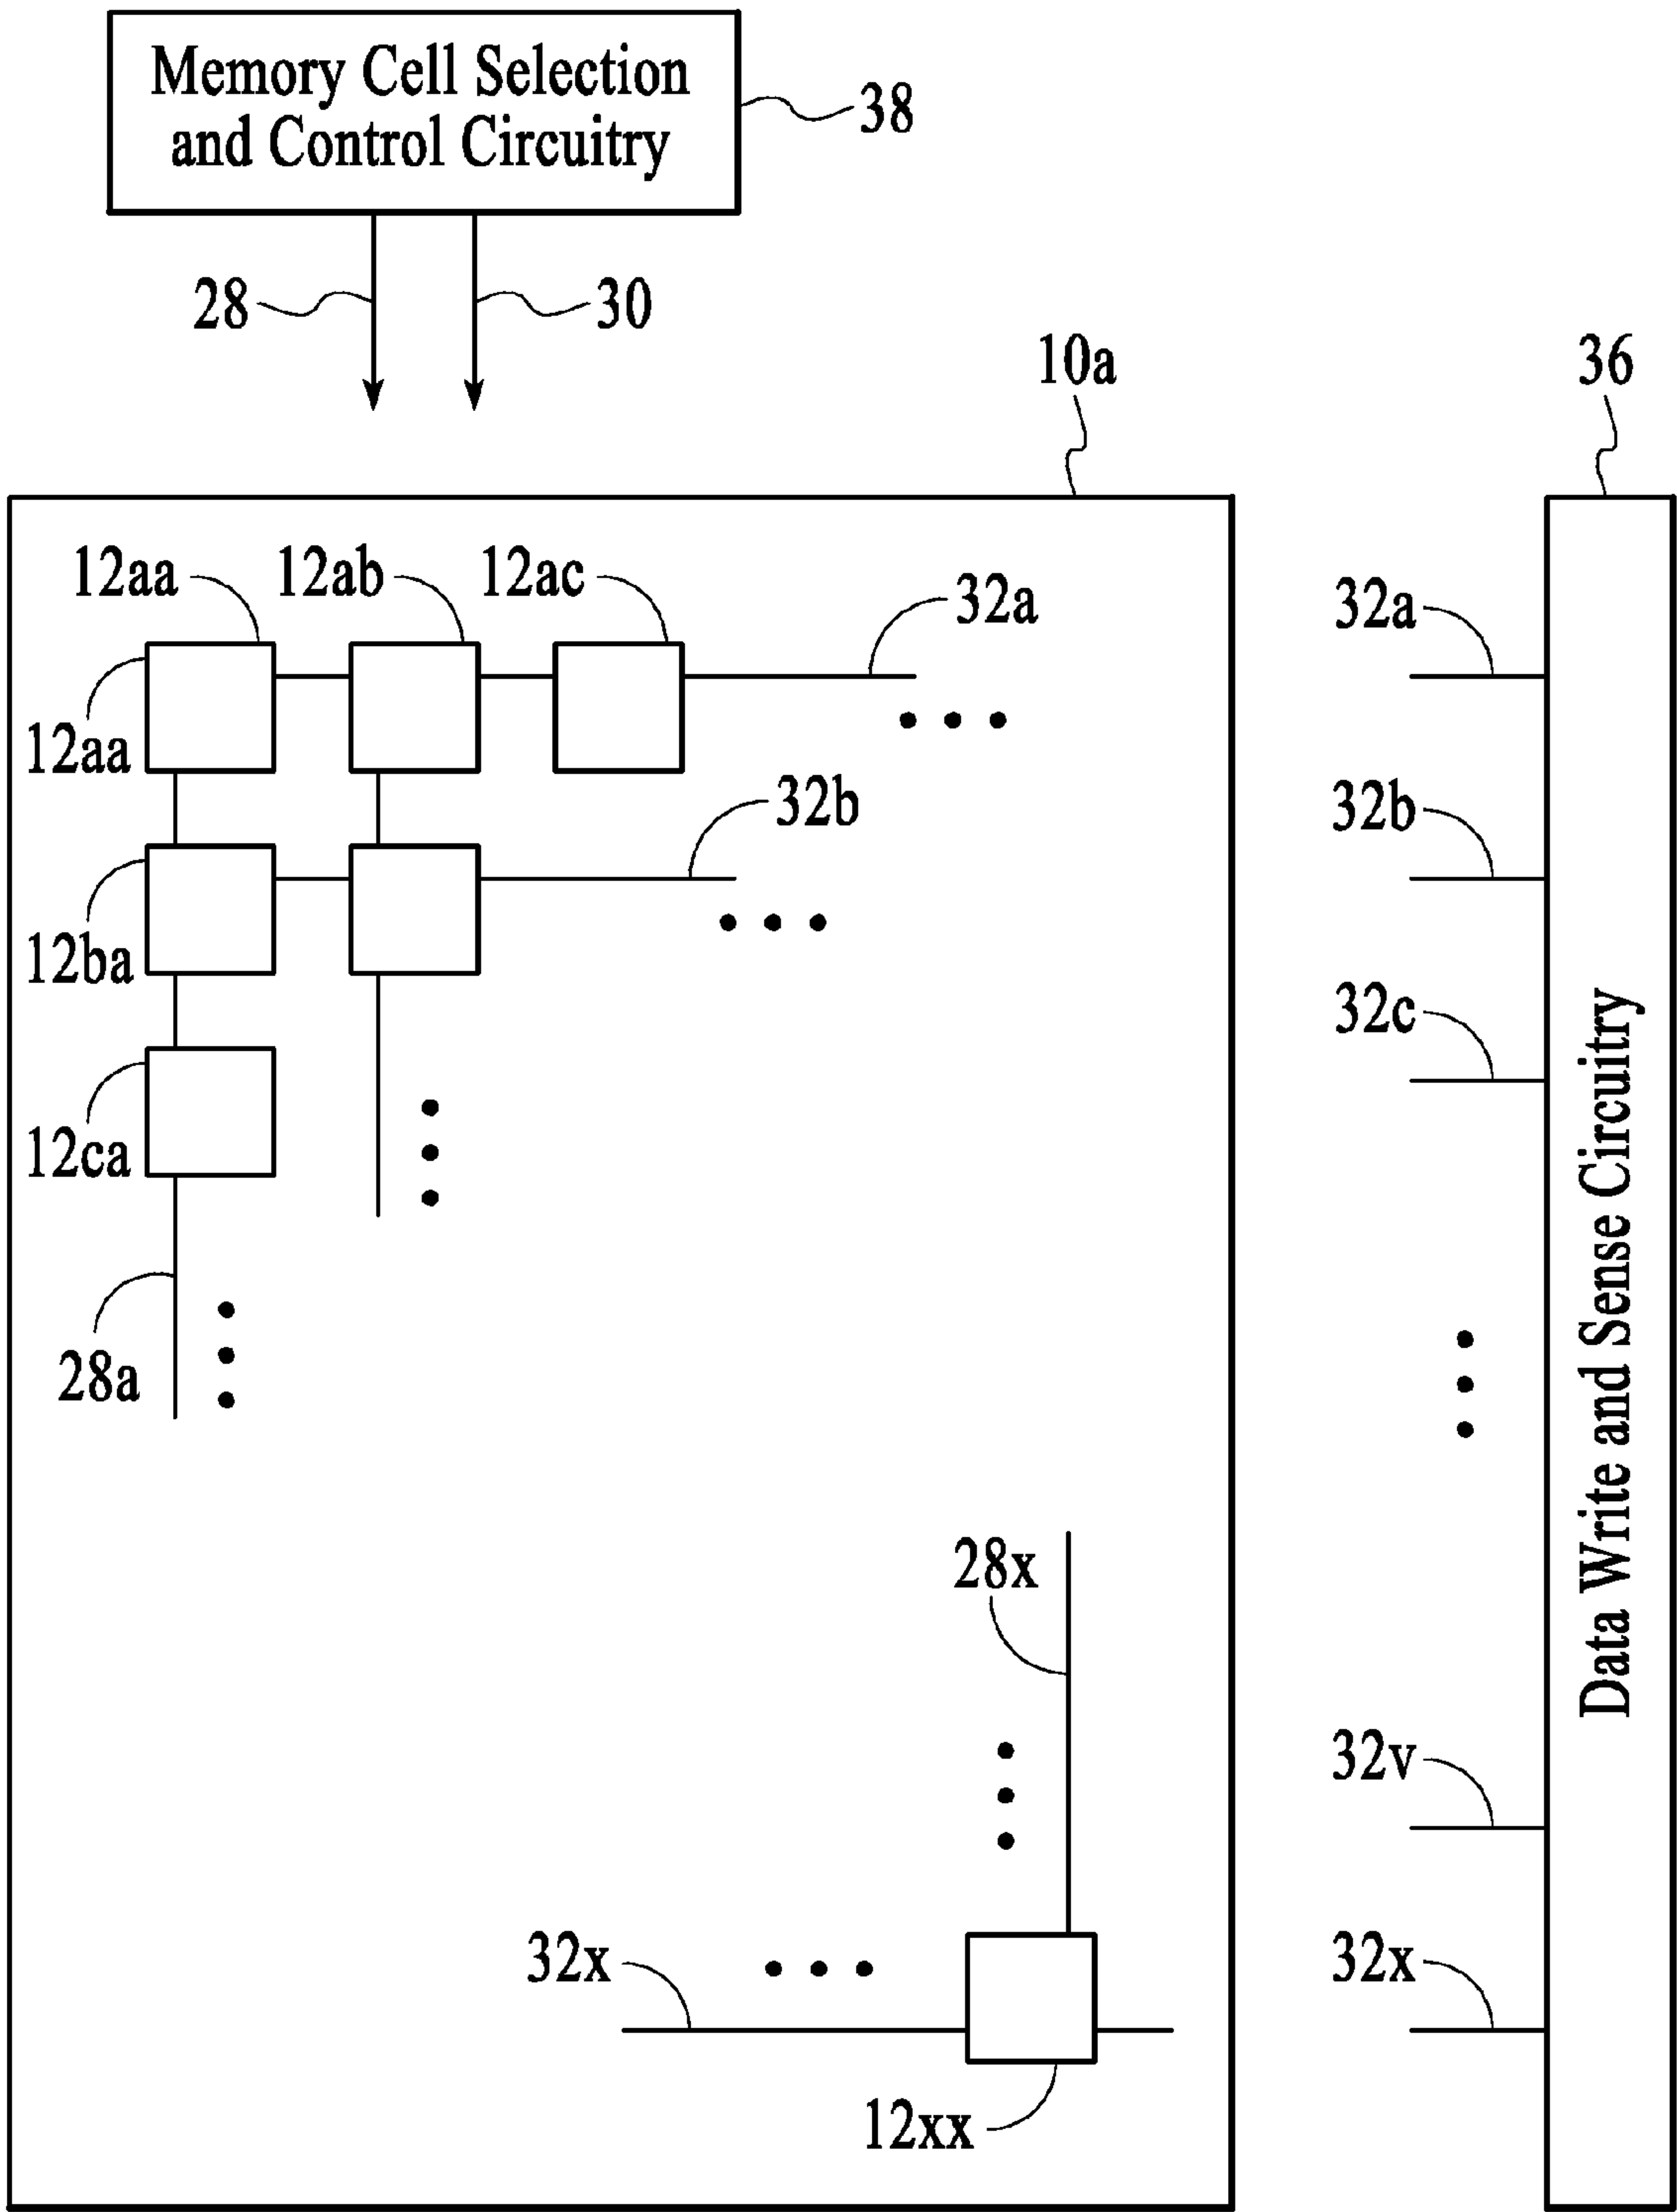 Memory Cell Selection
and Control Circuitry
38
28
30
10a
36
12aa
12ab
12ac
32a
32a
12aa
32b
32b
12ba
32c
12ca
28a
Data Write and Sense Circuitry
28x
32v
32x
32x
12xx